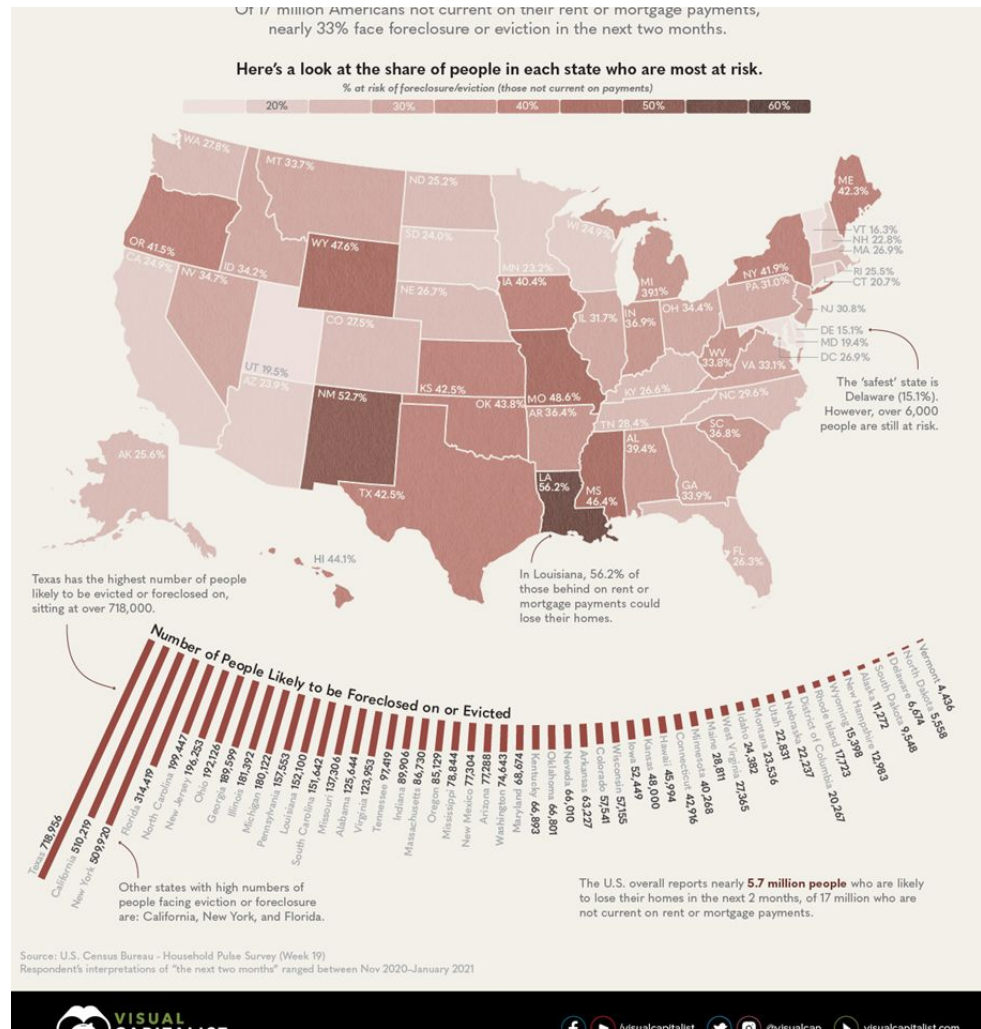 Of 17 million Americans not current on their rent or mortgage payments,
nearly 33% face foreclosure or eviction in the next two months.
Here's a look at the share of people in each state who are most at risk.
% at risk of foreclosure/eviction (those not current on payments)
20% 30% 40% 50% 60%
WA 27.8%
MT 33.7%
ND 25.2%
ME
42.3%
OR 41.5%
WY 47.6%
SD 24.0%
WI 24.9%
VT 16.3%
NH 22.8%
MA 26.9%
CA 24.9%
NV 34.7%
ID 34.2%
MN 23.2%
NY 41.9%
RI 25.5%
CT 20.7%
NE 26.7%
IA 40.4%
MI
39.1%
PA 31.0%
NJ 30.8%
CO 27.5%
IL 31.7%
IN
36.9%
OH 34.4%
DE 15.1%
MD 19.4%
DC 26.9%
UT 19.5%
WV
33.8%
VA 33.1%
AZ 23.9%
NM 52.7%
KS 42.5%
MO 48.6%
KY 26.6%
NC 29.6%
OK 43.8%
AR 36.4%
TN 28.4%
SC
36.8%
AL
39.4%
AK 25.6%
TX 42.5%
LA
56.2%
MS
46.4%
GA
33.9%
FL
26.3%
HI 44.1%
The 'safest' state is
Delaware (15.1%).
However, over 6,000
people are still at risk.
Texas has the highest number of people
likely to be evicted or foreclosed on,
sitting at over 718,000.
In Louisiana, 56.2% of
those behind on rent or
mortgage payments could
lose their homes.
Number of People Likely to be Foreclosed on or Evicted
Texas 718,956
California 510,219
New York 509,920
Florida 314,419
North Carolina 199,447
New Jersey 196,253
Ohio 192,126
Georgia 189,599
Illinois 181,392
Michigan 180,122
Pennsylvania 157,553
Louisiana 152,100
South Carolina 151,642
Missouri 137,306
Alabama 125,644
Virginia 123,953
Tennessee 97,419
Indiana 89,906
Massachusetts 86,730
Oregon 85,129
Mississippi 78,844
New Mexico 77,304
Arizona 77,288
Washington 74,643
Maryland 68,674
Kentucky 66,893
Oklahoma 66,801
Nevada 66,010
Arkansas 63,227
Colorado 57,541
Wisconsin 57,155
Iowa 52,449
Kansas 48,000
Hawaii 45,994
Connecticut 42,916
Minnesota 40,268
Maine 28,811
West Virginia 27,365
Idaho 24,382
Montana 23,536
Utah 22,831
Nebraska 22,237
District of Columbia 20,267
Rhode Island 17,723
Wyoming 15,398
New Hampshire 12,983
Alaska 11,272
South Dakota 9,548
Delaware 6,674
North Dakota 5,558
Vermont 4,436
Other states with high numbers of
people facing eviction or foreclosure
are: California, New York, and Florida.
The U.S. overall reports nearly 5.7 million people who are likely
to lose their homes in the next 2 months, of 17 million who are
not current on rent or mortgage payments.
Source: U.S. Census Bureau - Household Pulse Survey (Week 19)
Respondent's interpretations of "the next two months" ranged between Nov 2020–January 2021
VISUAL
CAPITALIST
/visualcapitalist @visualcap visualcapitalist.com